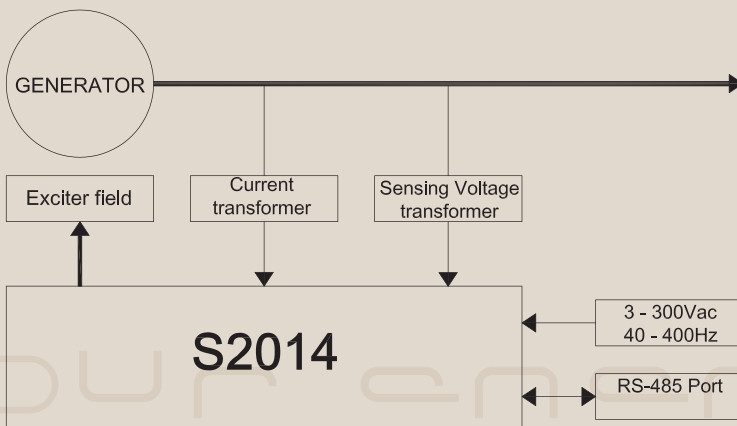 GENERATOR
Exciter field
Current
transformer
Sensing Voltage
transformer
S2014
3 - 300Vac
40 - 400Hz
RS-485 Port